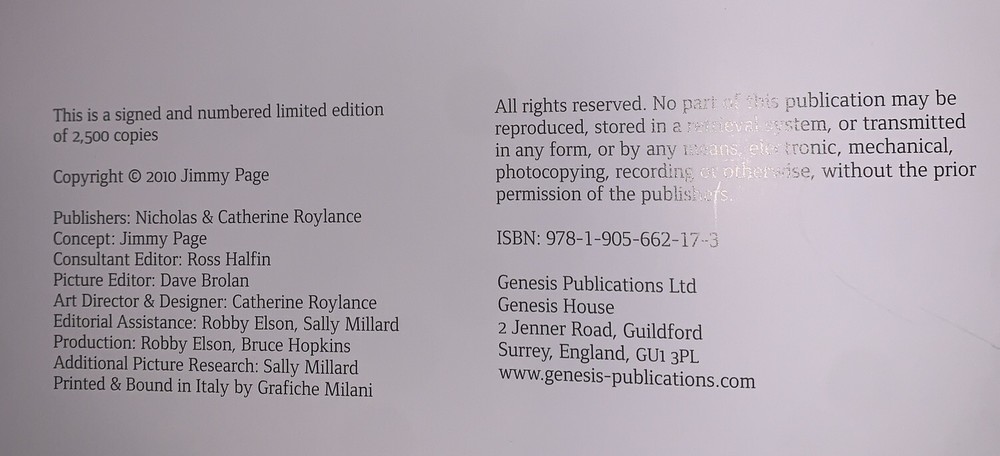 This is a signed and numbered limited edition
of 2,500 copies
Copyright © 2010 Jimmy Page
Publishers: Nicholas & Catherine Roylance
Concept: Jimmy Page
Consultant Editor: Ross Halfin
Picture Editor: Dave Brolan
Art Director & Designer: Catherine Roylance
Editorial Assistance: Robby Elson, Sally Millard
Production: Robby Elson, Bruce Hopkins
Additional Picture Research: Sally Millard
Printed & Bound in Italy by Grafiche Milani
All rights reserved. No part of this publication may be
reproduced, stored in a retrieval system, or transmitted
in any form, or by any means, electronic, mechanical,
photocopying, recording or otherwise, without the prior
permission of the publishers.
ISBN: 978-1-905-662-17-3
Genesis Publications Ltd
Genesis House
2 Jenner Road, Guildford
Surrey, England, GU1 3PL
www.genesis-publications.com